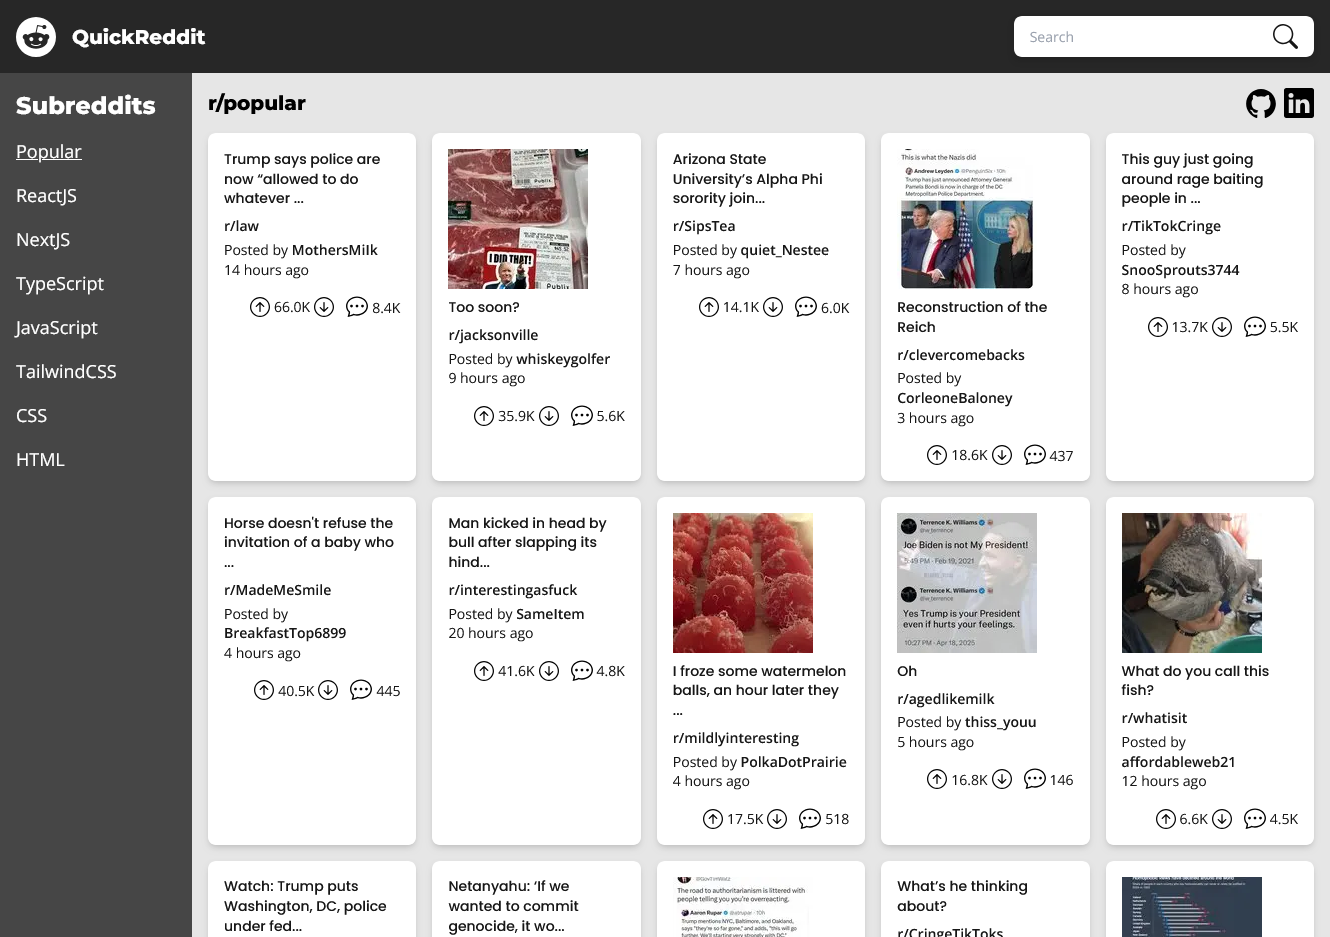 QuickReddit
Search
Subreddits
Popular
ReactJS
NextJS
TypeScript
JavaScript
TailwindCSS
CSS
HTML
r/popular
Trump says police are
now “allowed to do
whatever ...
r/law
Posted by MothersMilk
14 hours ago
66.0K 8.4K
Publix
Publix
I DID THAT!
Too soon?
r/jacksonville
Posted by whiskeygolfer
9 hours ago
35.9K 5.6K
Arizona State
University’s Alpha Phi
sorority join...
r/SipsTea
Posted by quiet_Nestee
7 hours ago
14.1K 6.0K
This is what the Nazis did
Andrew Leyden @PenguinSix · 10h
Trump has just announced Attorney General
Pamela Bondi is now in charge of the DC
Metropolitan Police Department.
Reconstruction of the
Reich
r/clevercomebacks
Posted by
CorleoneBaloney
3 hours ago
18.6K 437
This guy just going
around rage baiting
people in ...
r/TikTokCringe
Posted by
SnooSprouts3744
8 hours ago
13.7K 5.5K
Horse doesn't refuse the
invitation of a baby who
...
r/MadeMeSmile
Posted by
BreakfastTop6899
4 hours ago
40.5K 445
Man kicked in head by
bull after slapping its
hind...
r/interestingasfuck
Posted by SameItem
20 hours ago
41.6K 4.8K
I froze some watermelon
balls, an hour later they
...
r/mildlyinteresting
Posted by PolkaDotPrairie
4 hours ago
17.5K 518
Terrence K. Williams
@w_terrence
Joe Biden is not My President!
5:49 PM · Feb 19, 2021
Terrence K. Williams
@w_terrence
Yes Trump is your President
even if hurts your feelings.
10:27 PM · Apr 18, 2025
Oh
r/agedlikemilk
Posted by thiss_youu
5 hours ago
16.8K 146
What do you call this
fish?
r/whatisit
Posted by
affordableweb21
12 hours ago
6.6K 4.5K
Watch: Trump puts
Washington, DC, police
under fed...
Netanyahu: ‘If we
wanted to commit
genocide, it wo...
@GovTimWalz
The road to authoritarianism is littered with
people telling you you're overreacting.
Aaron Rupar @atrupar · 10h
Trump mentions NYC, Baltimore, and Oakland,
says "they're so far gone," and adds, "this will go
further. We'll starting very strongly with DC."
What’s he thinking
about?
r/CringeTikToks